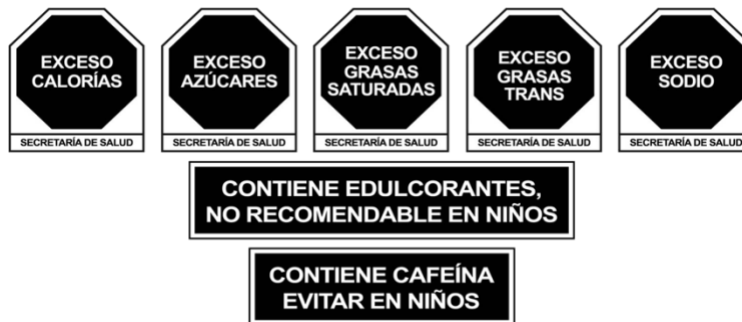 EXCESO
CALORÍAS
SECRETARÍA DE SALUD
EXCESO
AZÚCARES
SECRETARÍA DE SALUD
EXCESO
GRASAS
SATURADAS
SECRETARÍA DE SALUD
EXCESO
GRASAS
TRANS
SECRETARÍA DE SALUD
EXCESO
SODIO
SECRETARÍA DE SALUD
CONTIENE EDULCORANTES,
NO RECOMENDABLE EN NIÑOS
CONTIENE CAFEÍNA
EVITAR EN NIÑOS